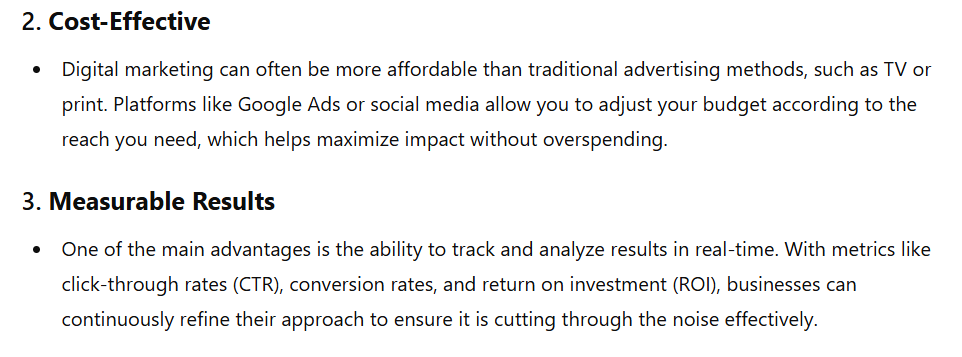 2. Cost-Effective
• Digital marketing can often be more affordable than traditional advertising methods, such as TV or
print. Platforms like Google Ads or social media allow you to adjust your budget according to the
reach you need, which helps maximize impact without overspending.
3. Measurable Results
• One of the main advantages is the ability to track and analyze results in real-time. With metrics like
click-through rates (CTR), conversion rates, and return on investment (ROI), businesses can
continuously refine their approach to ensure it is cutting through the noise effectively.